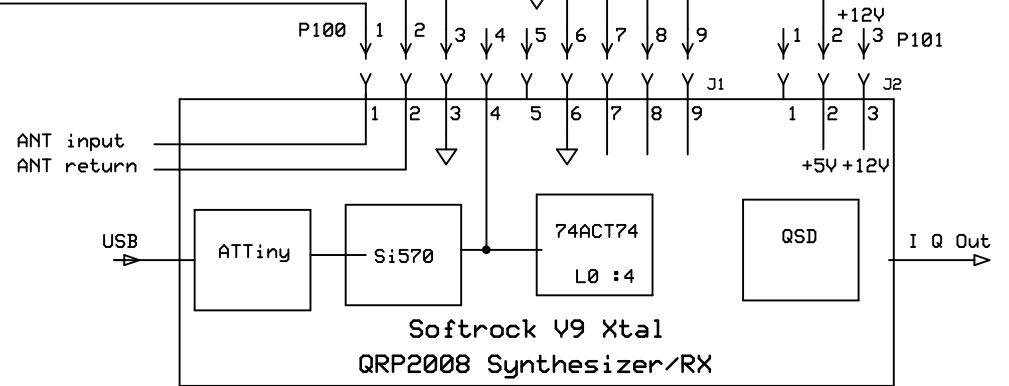 +12V
P100 1 2 3 4 5 6 7 8 9 1 2 3 P101
J1 J2
1 2 3 4 5 6 7 8 9 1 2 3
ANT input
ANT return
+5V +12V
USB
ATTiny
Si570
74ACT74
LO :4
QSD
I Q Out
Softrock V9 Xtal
QRP2008 Synthesizer/RX